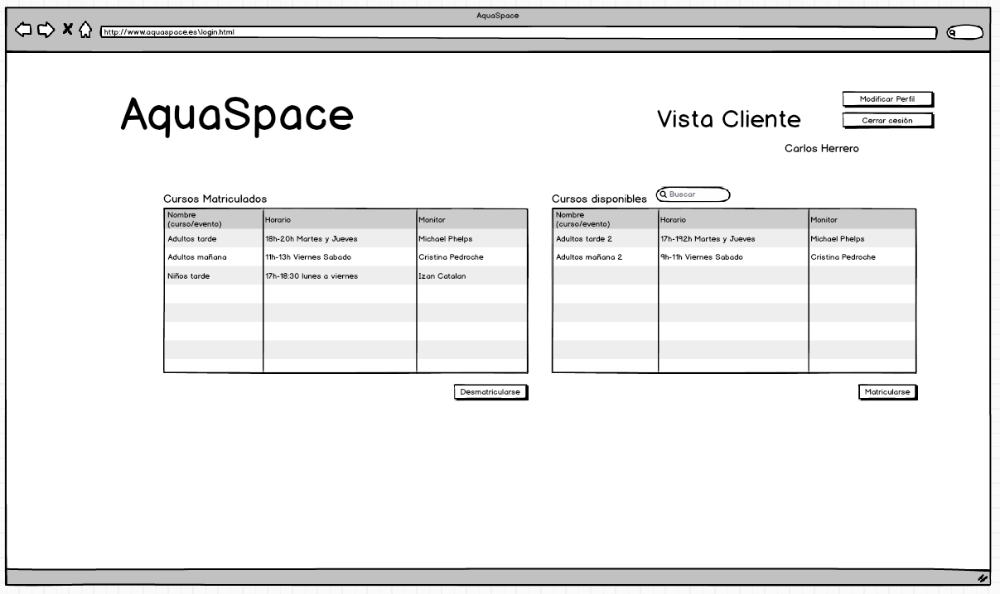 AquaSpace
http://www.aquaspace.es\login.html
AquaSpace
Vista Cliente
Modificar Perfil
Cerrar cesión
Carlos Herrero
Cursos Matriculados
Nombre
(curso/evento)
Horario
Monitor
Adultos tarde
18h-20h Martes y Jueves
Michael Phelps
Adultos mañana
11h-13h Viernes Sabado
Cristina Pedroche
Niños tarde
17h-18:30 lunes a viernes
Izan Catalan
Desmatricularse
Cursos disponibles
Buscar
Nombre
(curso/evento)
Horario
Monitor
Adultos tarde 2
17h-192h Martes y Jueves
Michael Phelps
Adultos mañana 2
9h-11h Viernes Sabado
Cristina Pedroche
Matricularse